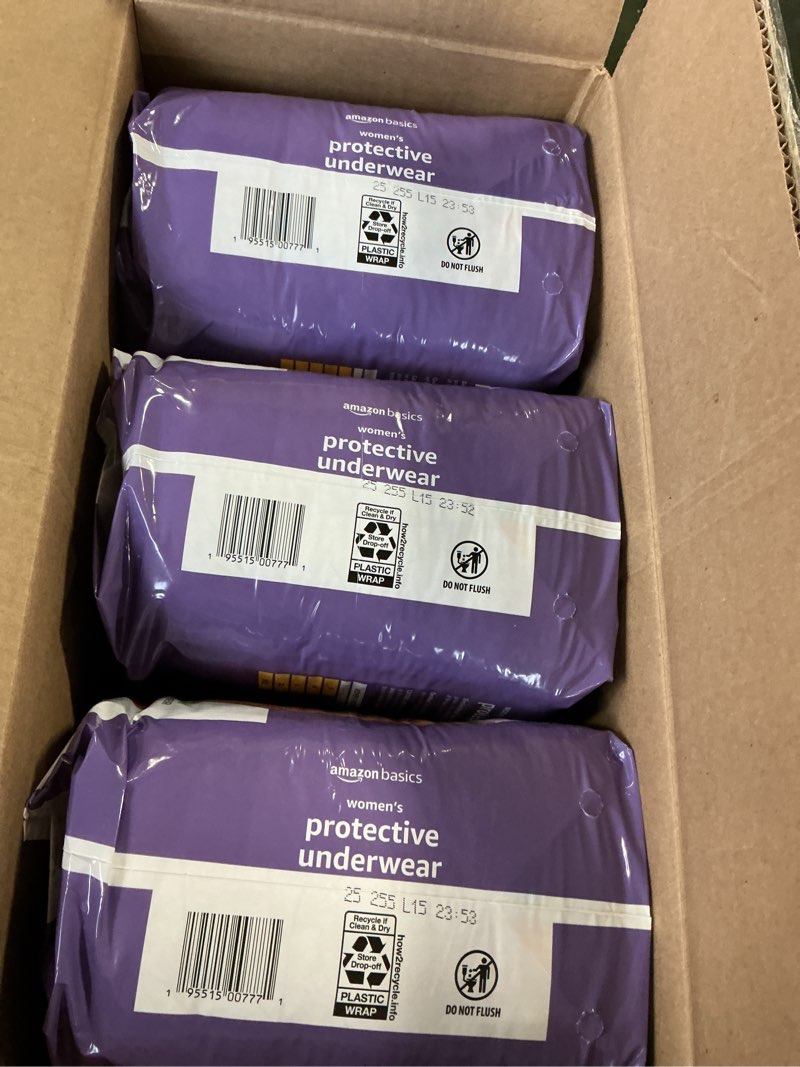 amazon basics
women's
protective
underwear
25 255 L15 23:53
Recycle if
Clean & Dry
Store
Drop-off
PLASTIC
WRAP
how2recycle.info
DO NOT FLUSH
1 95515 00777 1
amazon basics
women's
protective
underwear
25 255 L15 23:52
Recycle if
Clean & Dry
Store
Drop-off
PLASTIC
WRAP
how2recycle.info
DO NOT FLUSH
1 95515 00777 1
amazon basics
women's
protective
underwear
25 255 L15 23:53
Recycle if
Clean & Dry
Store
Drop-off
PLASTIC
WRAP
how2recycle.info
DO NOT FLUSH
1 95515 00777 1